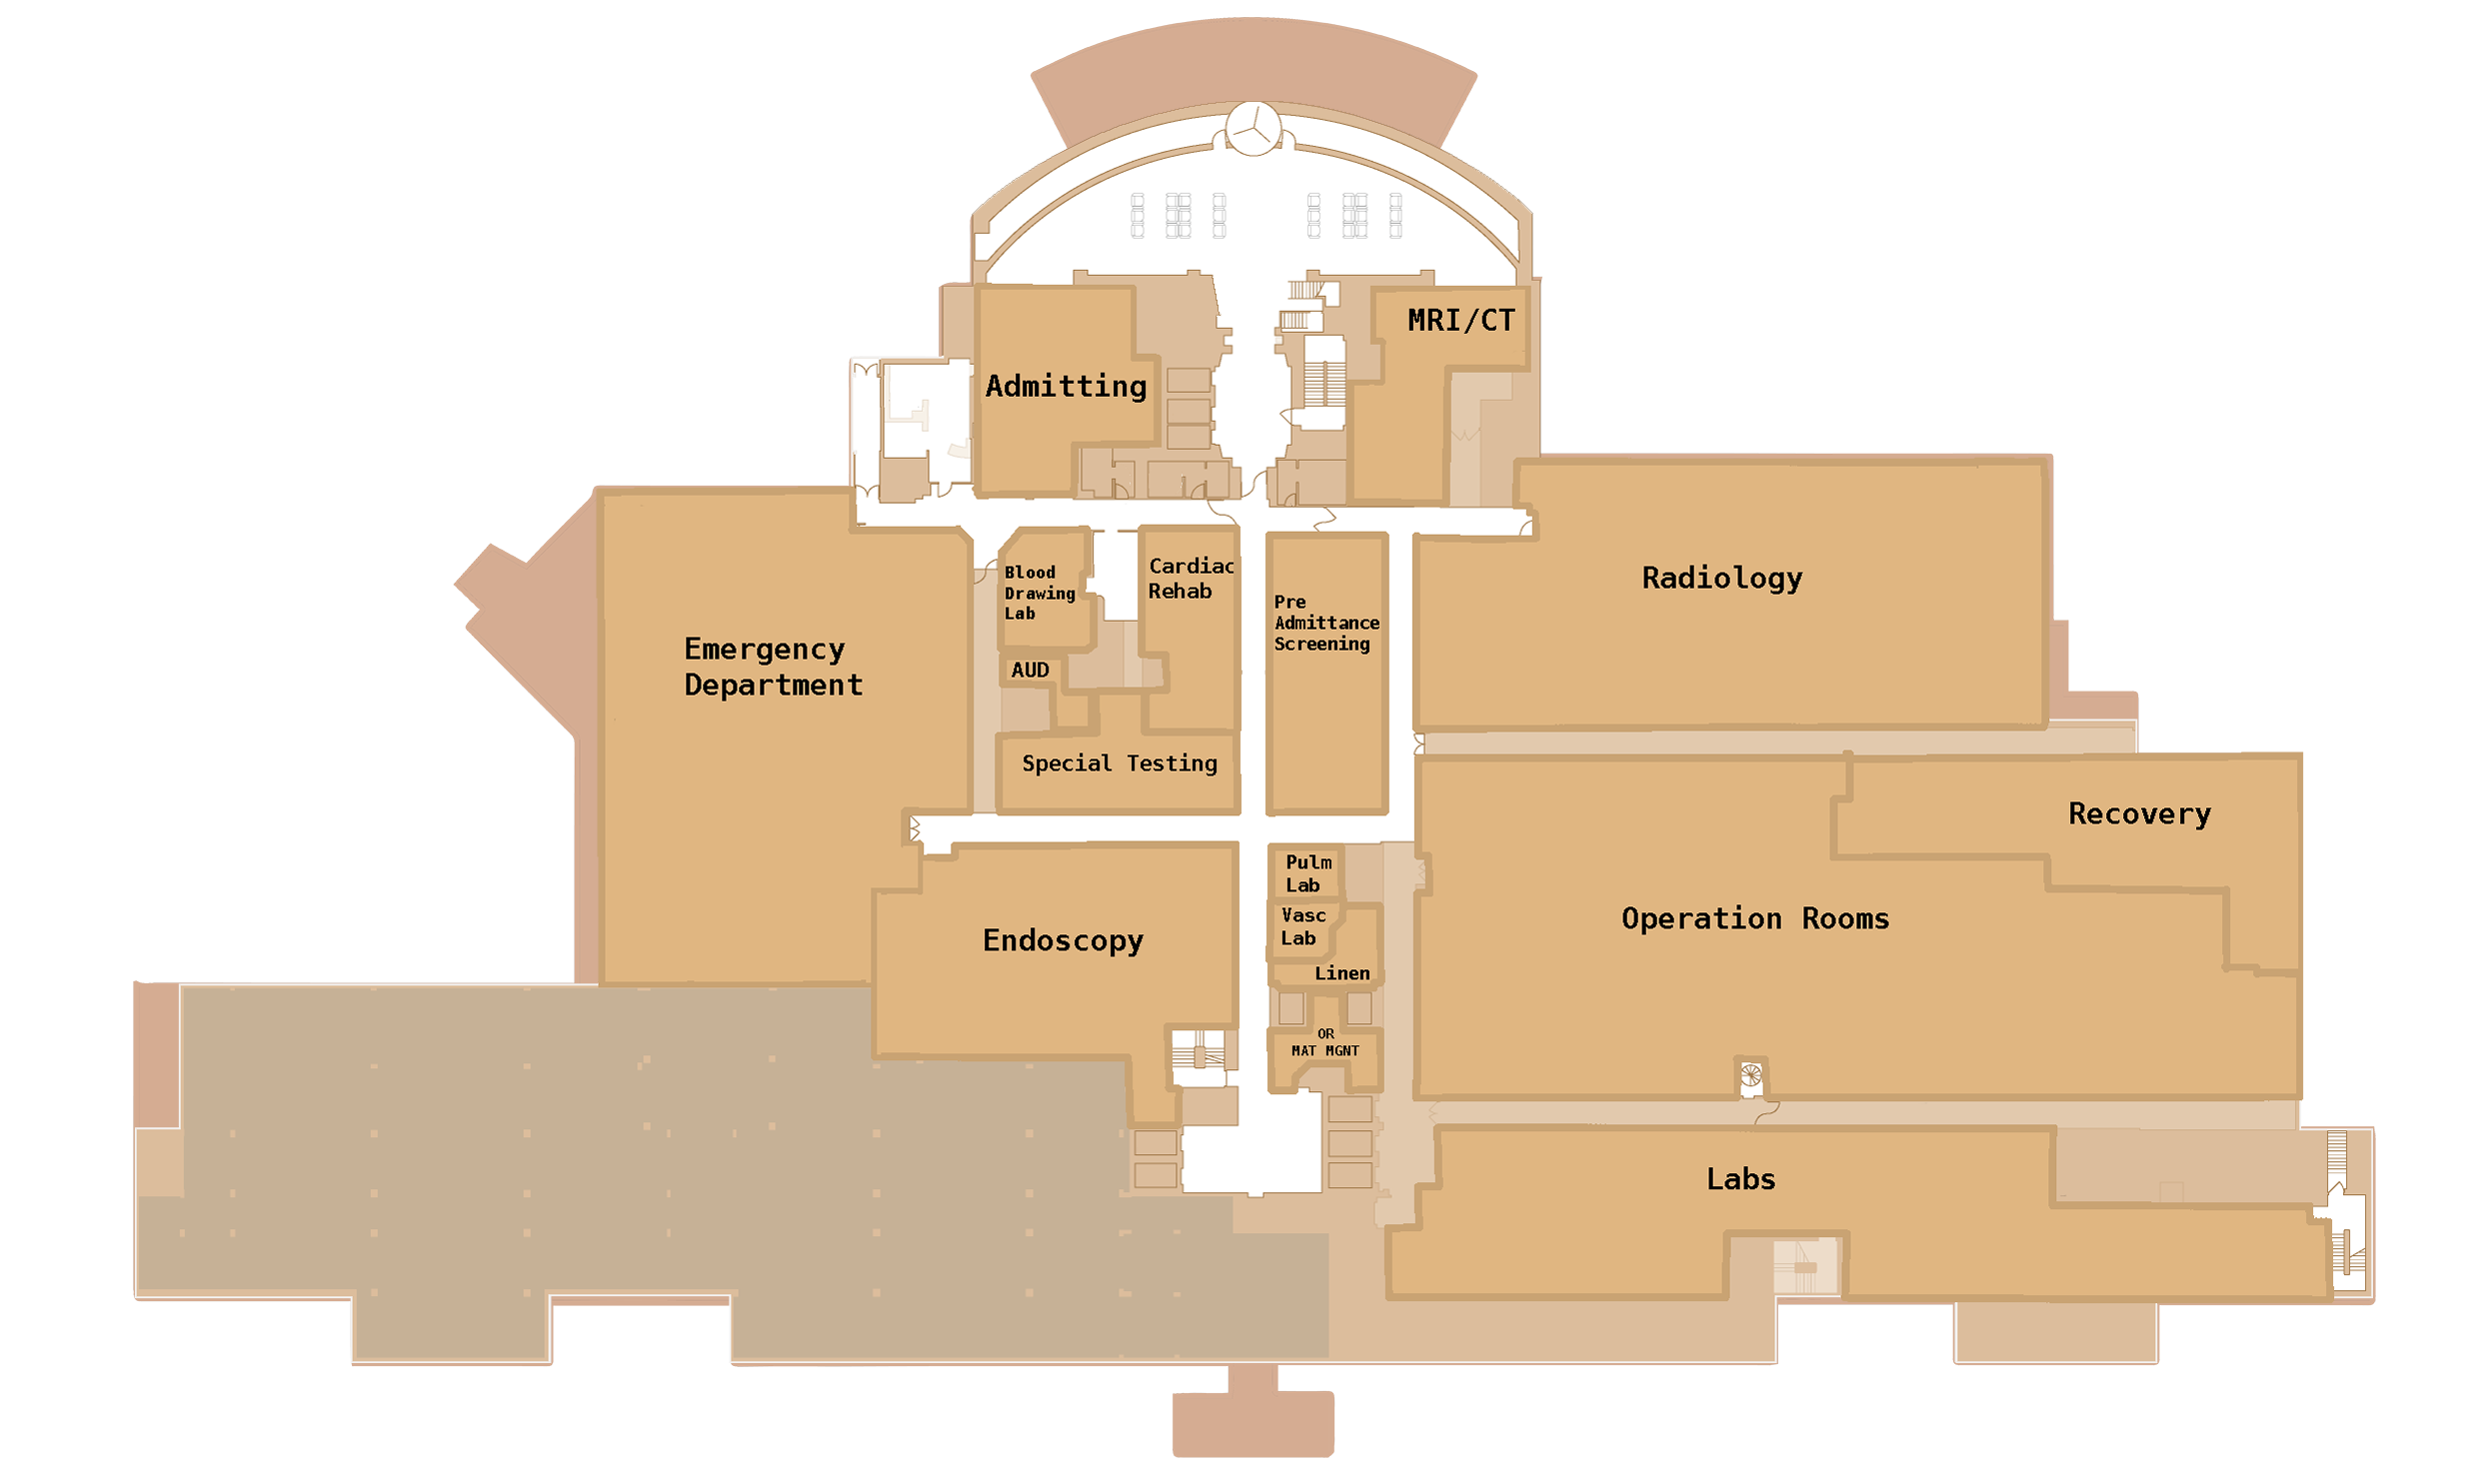 MRI/CT
Admitting
Radiology
Blood
Drawing
Lab
Cardiac
Rehab
Pre
Admittance
Screening
Emergency
Department
AUD
Special Testing
Recovery
Pulm
Lab
Vasc
Lab
Linen
Operation Rooms
Endoscopy
OR
MAT MGNT
Labs